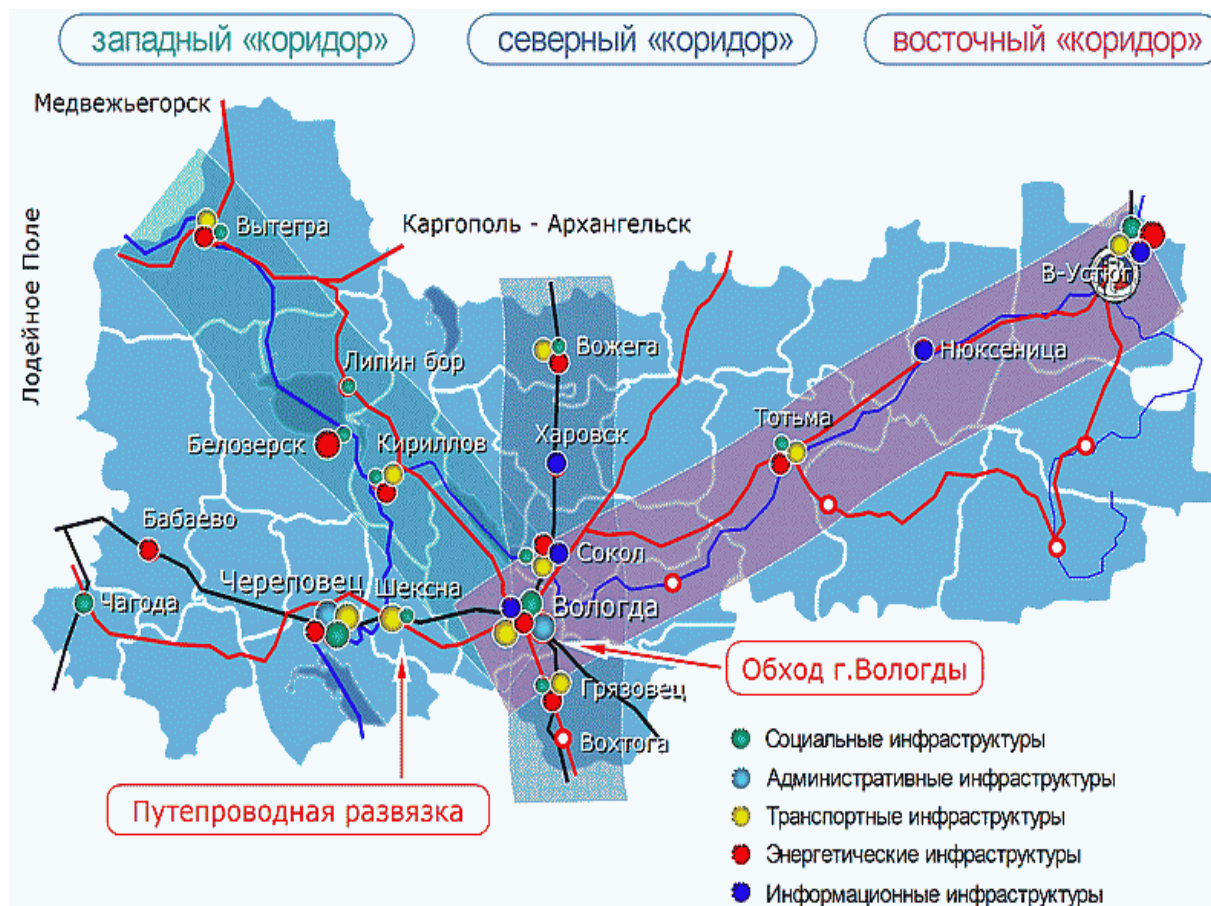 западный «коридор»
северный «коридор»
восточный «коридор»
Медвежьегорск
Лодейное Поле
Вытегра
Каргополь - Архангельск
В-Устюг
Вожега
Нюксеница
Липин бор
Тотьма
Белозерск
Кириллов
Харовск
Бабаево
Сокол
Череповец
Шексна
Чагода
Вологда
Обход г.Вологды
Грязовец
Вохтога
Путепроводная развязка
Социальные инфраструктуры
Административные инфраструктуры
Транспортные инфраструктуры
Энергетические инфраструктуры
Информационные инфраструктуры